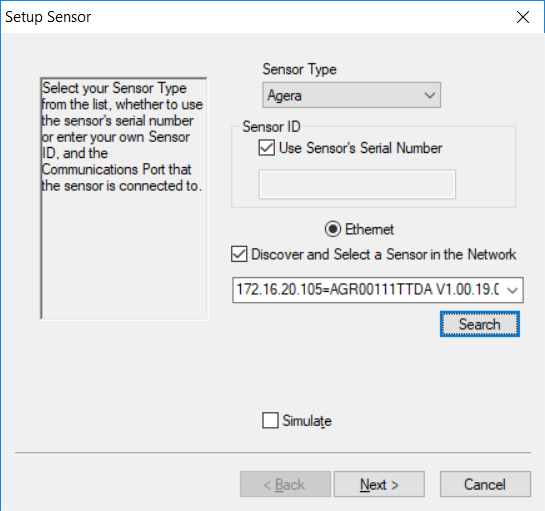 Setup Sensor
Select your Sensor Type
from the list, whether to use
the sensor's serial number
or enter your own Sensor
ID, and the
Communications Port that
the sensor is connected to.
Sensor Type
Agera
Sensor ID
Use Sensor's Serial Number
Ethernet
Discover and Select a Sensor in the Network
172.16.20.105=AGR00111TTDA V1.00.19.0
Search
Simulate
< Back
Next >
Cancel